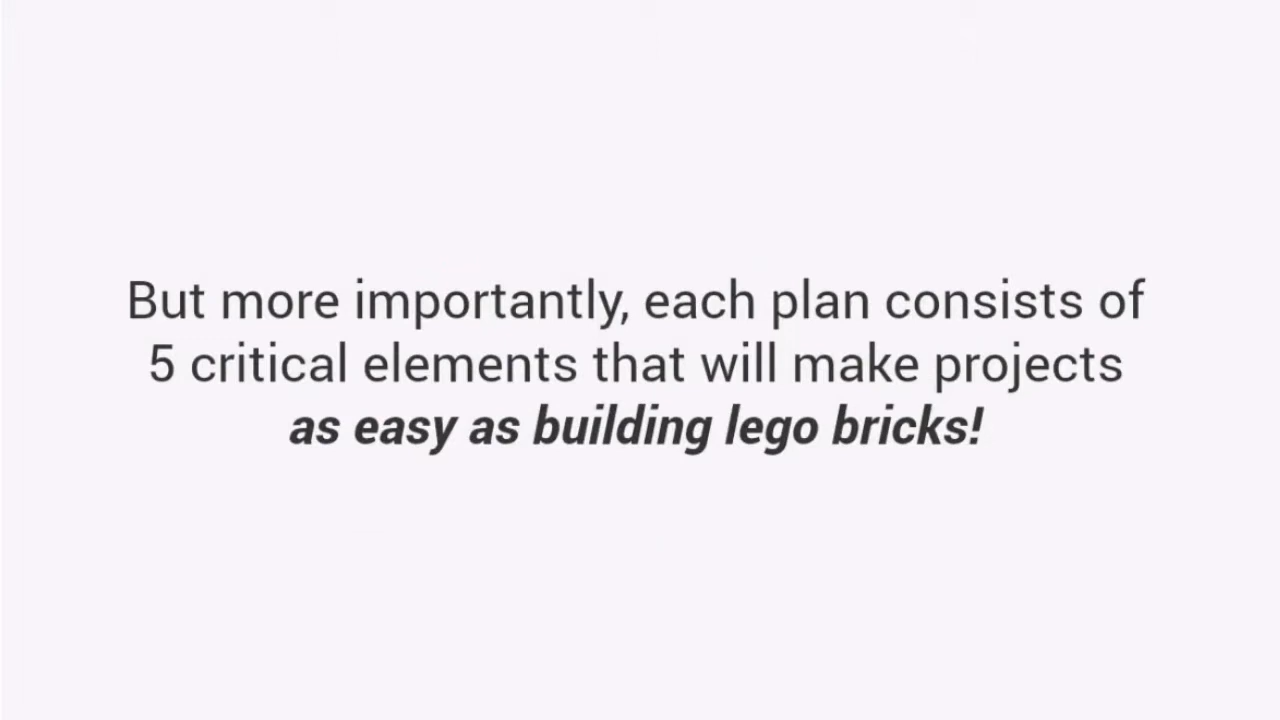 But more importantly, each plan consists of
5 critical elements that will make projects
as easy as building lego bricks!